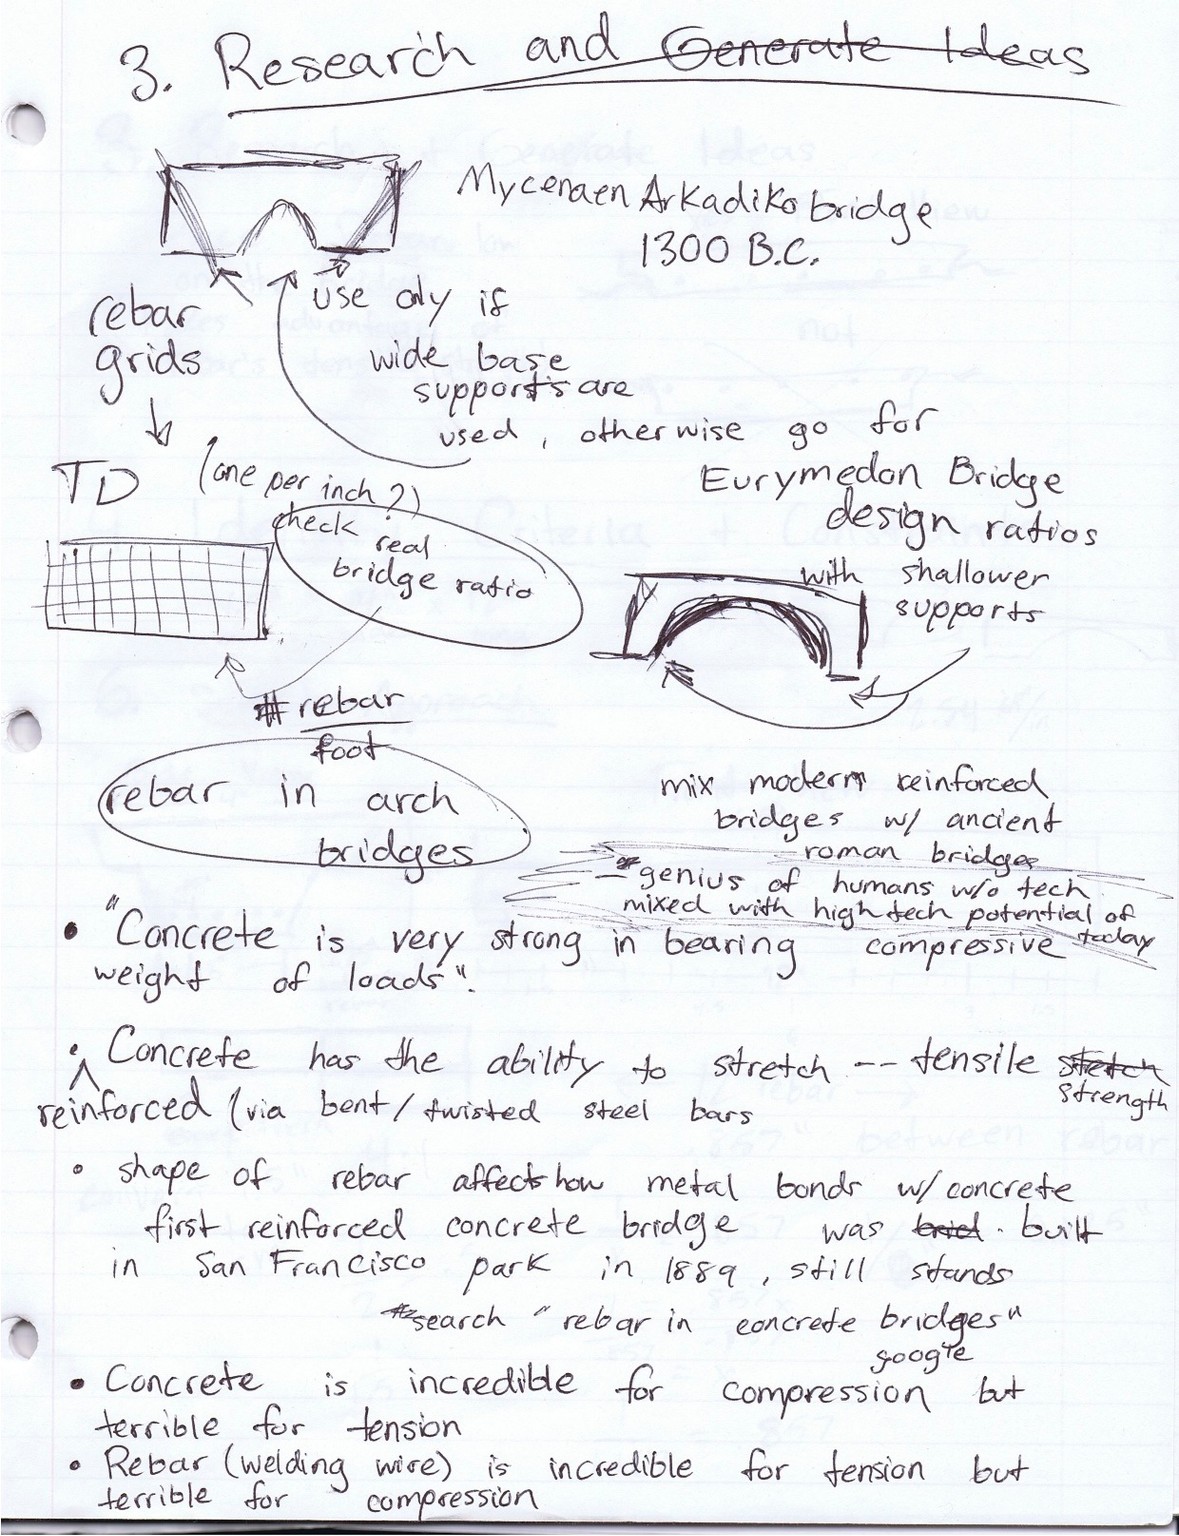 3. Research and Generate Ideas
Mycenaen Arkadiko bridge
1300 B.C.
rebar
grids
use only if
wide base
supports are
used, otherwise go for
Eurymedon Bridge
design ratios
with shallower
supports
TD
(one per inch?)
check real
bridge ratio
# rebar
foot
rebar in arch
bridges
mix modern reinforced
bridges w/ ancient
roman bridges
genius of humans w/o tech
mixed with high tech potential of
today
• "Concrete is very strong in bearing compressive
weight of loads".
• Concrete has the ability to stretch -- tensile stetch
strength
reinforced (via bent/twisted steel bars
• shape of rebar affects how metal bonds w/ concrete
first reinforced concrete bridge was brid. built
in San Francisco park in 1889, still stands
*search "rebar in concrete bridges"
google
• Concrete is incredible for compression but
terrible for tension
• Rebar (welding wire) is incredible for tension but
terrible for compression